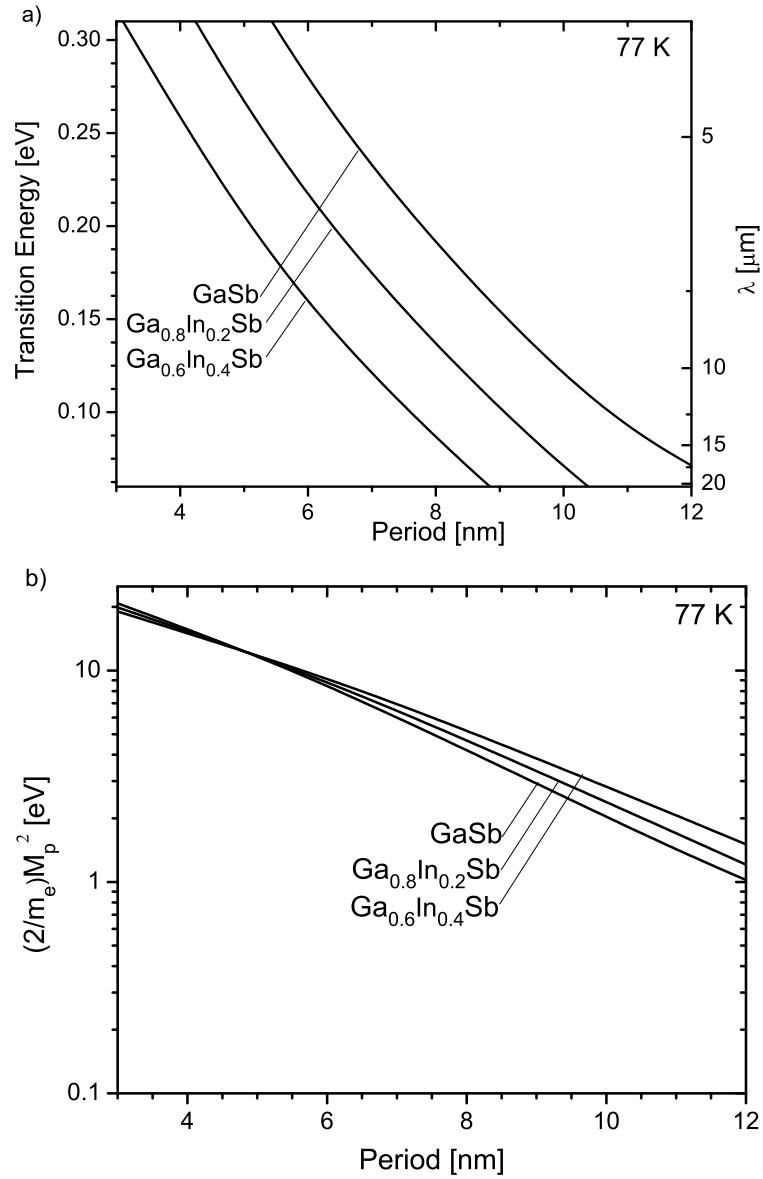 a)
77 K
0.30
0.25
0.20
0.15
0.10
Transition Energy [eV]
5
10
15
20
λ [μm]
GaSb
Ga0.8In0.2Sb
Ga0.6In0.4Sb
4 6 8 10 12
Period [nm]
b)
77 K
10
1
0.1
(2/me)Mp2 [eV]
GaSb
Ga0.8In0.2Sb
Ga0.6In0.4Sb
4 6 8 10 12
Period [nm]